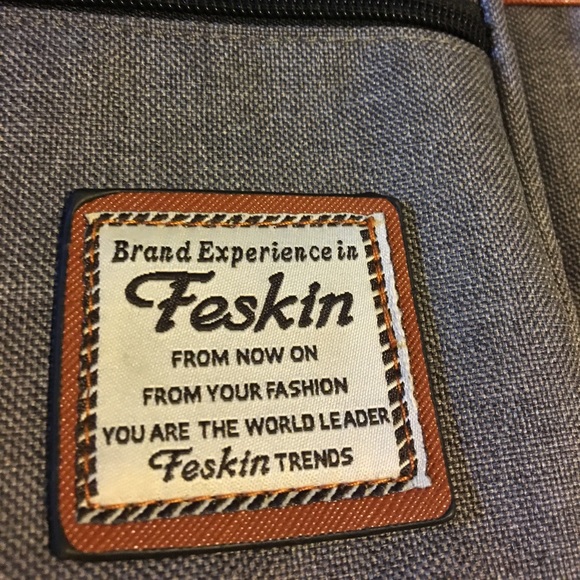 Brand Experience in
Feskin
FROM NOW ON
FROM YOUR FASHION
YOU ARE THE WORLD LEADER
Feskin TRENDS